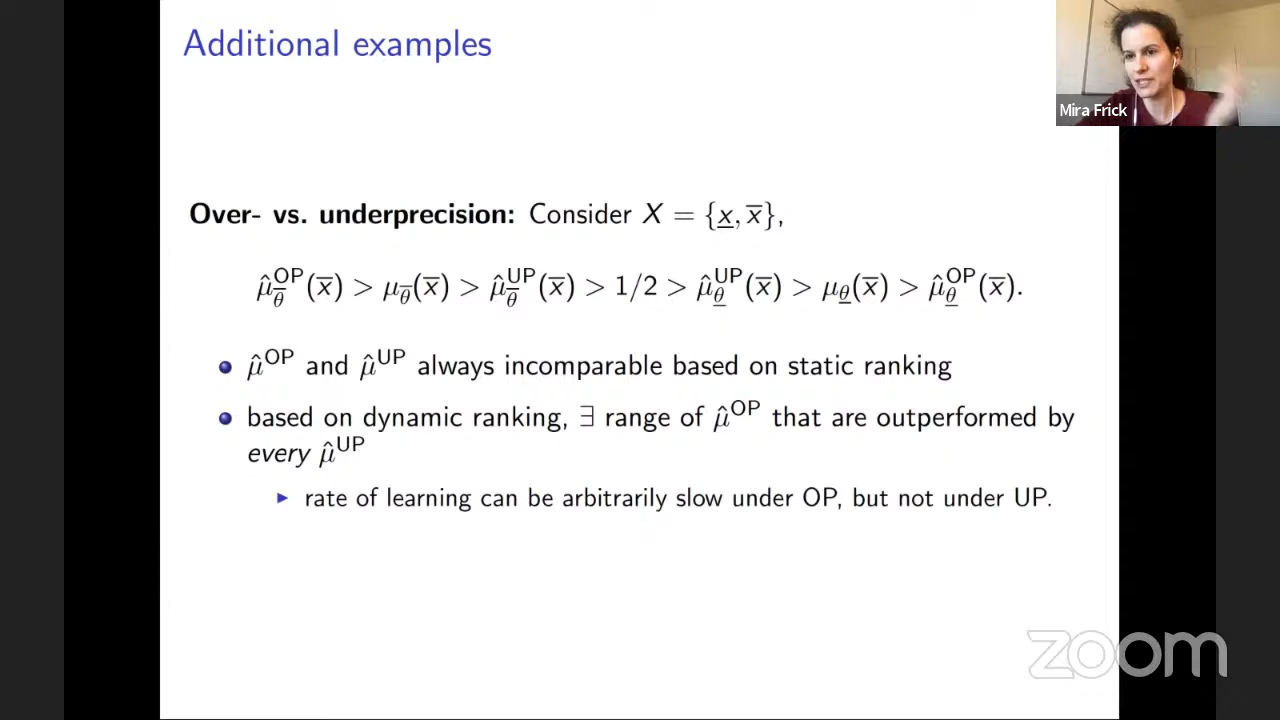 Additional examples
Mira Frick
Over- vs. underprecision: Consider X = {x̲, x̅},
μ̂^OP_θ̅(x̅) > μ_θ̅(x̅) > μ̂^UP_θ̅(x̅) > 1/2 > μ̂^UP_θ̲(x̅) > μ_θ̲(x̅) > μ̂^OP_θ̲(x̅).
μ̂^OP and μ̂^UP always incomparable based on static ranking
based on dynamic ranking, ∃ range of μ̂^OP that are outperformed by
every μ̂^UP
rate of learning can be arbitrarily slow under OP, but not under UP.
zoom